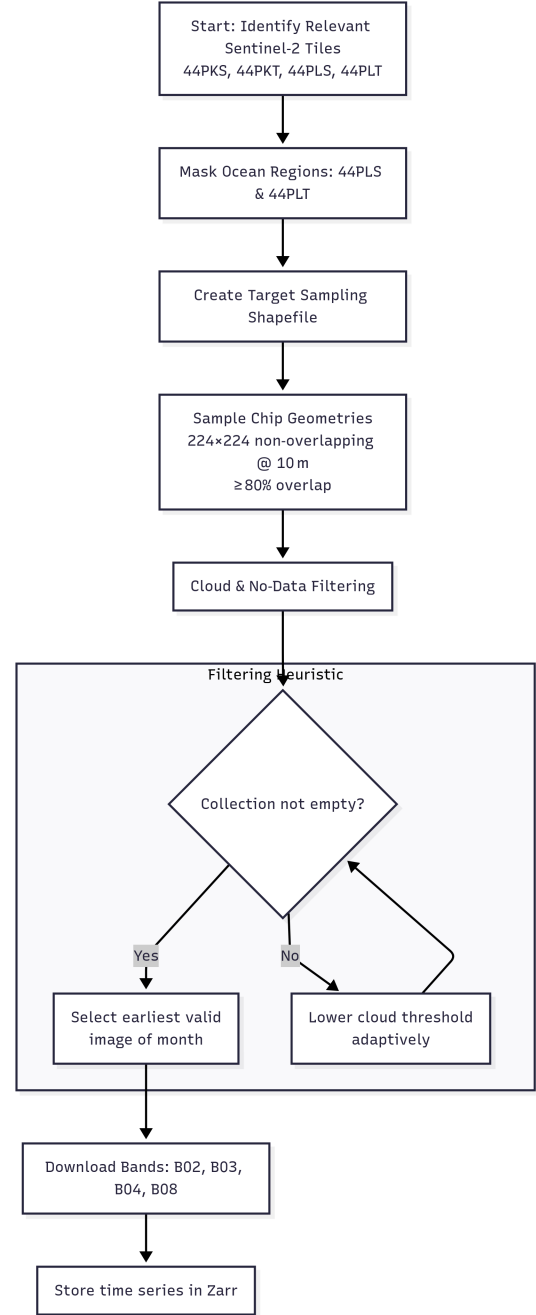 Start: Identify Relevant
Sentinel-2 Tiles
44PKS, 44PKT, 44PLS, 44PLT
Mask Ocean Regions: 44PLS
& 44PLT
Create Target Sampling
Shapefile
Sample Chip Geometries
224×224 non-overlapping
@ 10 m
≥80% overlap
Cloud & No-Data Filtering
Filtering Heuristic
Collection not empty?
Yes
No
Select earliest valid
image of month
Lower cloud threshold
adaptively
Download Bands: B02, B03,
B04, B08
Store time series in Zarr